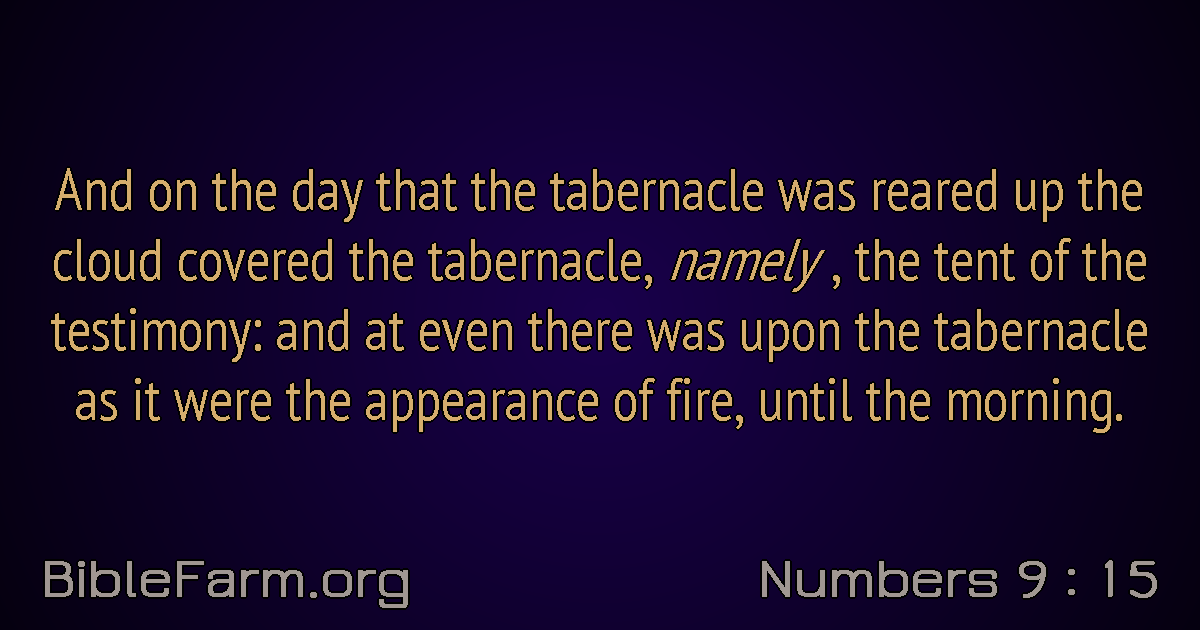 And on the day that the tabernacle was reared up the
cloud covered the tabernacle, namely , the tent of the
testimony: and at even there was upon the tabernacle
as it were the appearance of fire, until the morning.
BibleFarm.org
Numbers 9 : 15